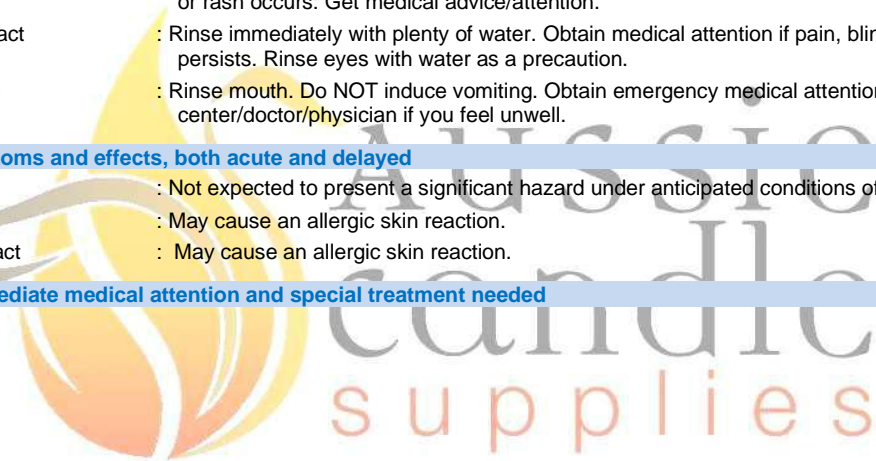 or rash occurs. Get medical advice/attention.
act : Rinse immediately with plenty of water. Obtain medical attention if pain, blin
persists. Rinse eyes with water as a precaution.
: Rinse mouth. Do NOT induce vomiting. Obtain emergency medical attention
center/doctor/physician if you feel unwell.
oms and effects, both acute and delayed
: Not expected to present a significant hazard under anticipated conditions of
: May cause an allergic skin reaction.
act : May cause an allergic skin reaction.
ediate medical attention and special treatment needed
Aussie
candle
supplies